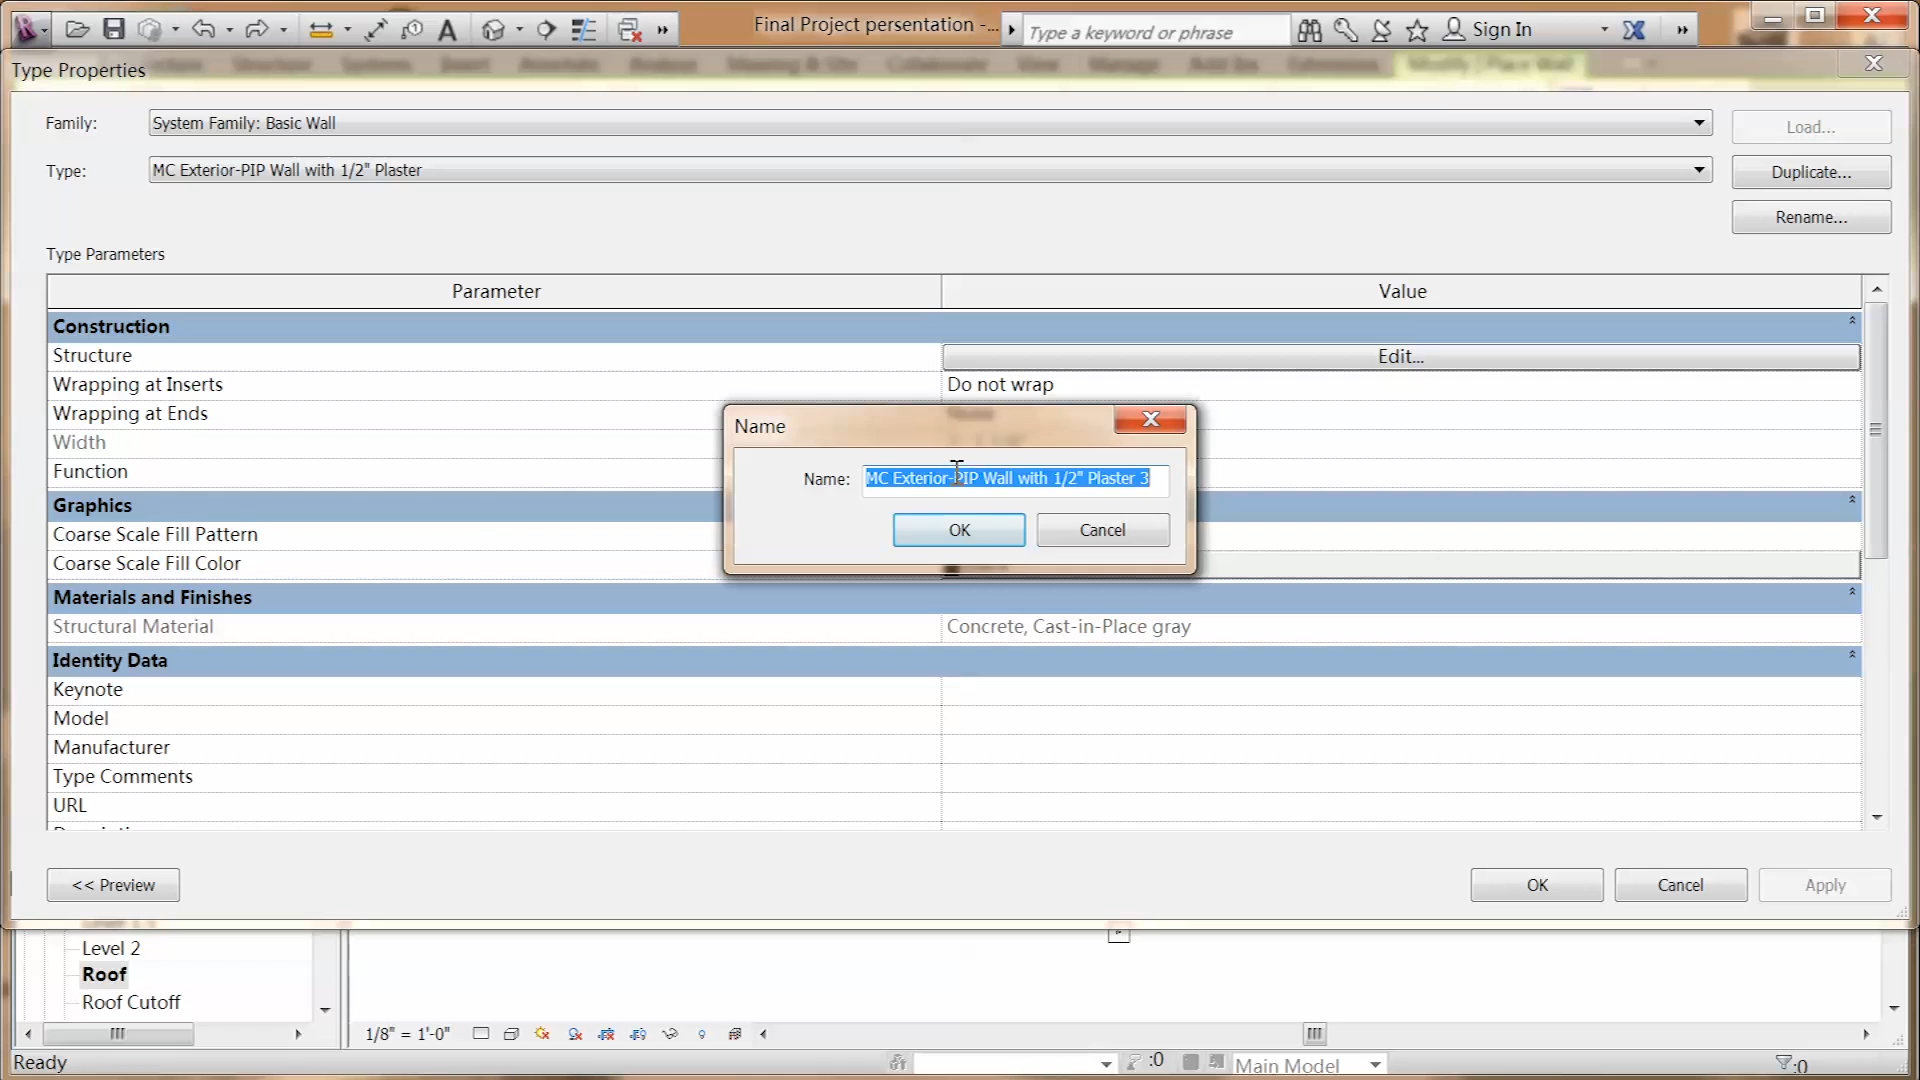 Final Project persentation -...
Type a keyword or phrase
Sign In
Type Properties
Family:
System Family: Basic Wall
Load...
Type:
MC Exterior-PIP Wall with 1/2" Plaster
Duplicate...
Rename...
Type Parameters
Parameter
Value
Construction
Structure
Edit...
Wrapping at Inserts
Do not wrap
Wrapping at Ends
Width
Function
Name
Name:
MC Exterior-PIP Wall with 1/2" Plaster 3
OK
Cancel
Graphics
Coarse Scale Fill Pattern
Coarse Scale Fill Color
Materials and Finishes
Structural Material
Concrete, Cast-in-Place gray
Identity Data
Keynote
Model
Manufacturer
Type Comments
URL
<< Preview
OK
Cancel
Apply
Level 2
Roof
Roof Cutoff
1/8" = 1'-0"
Ready
:0
Main Model
:0